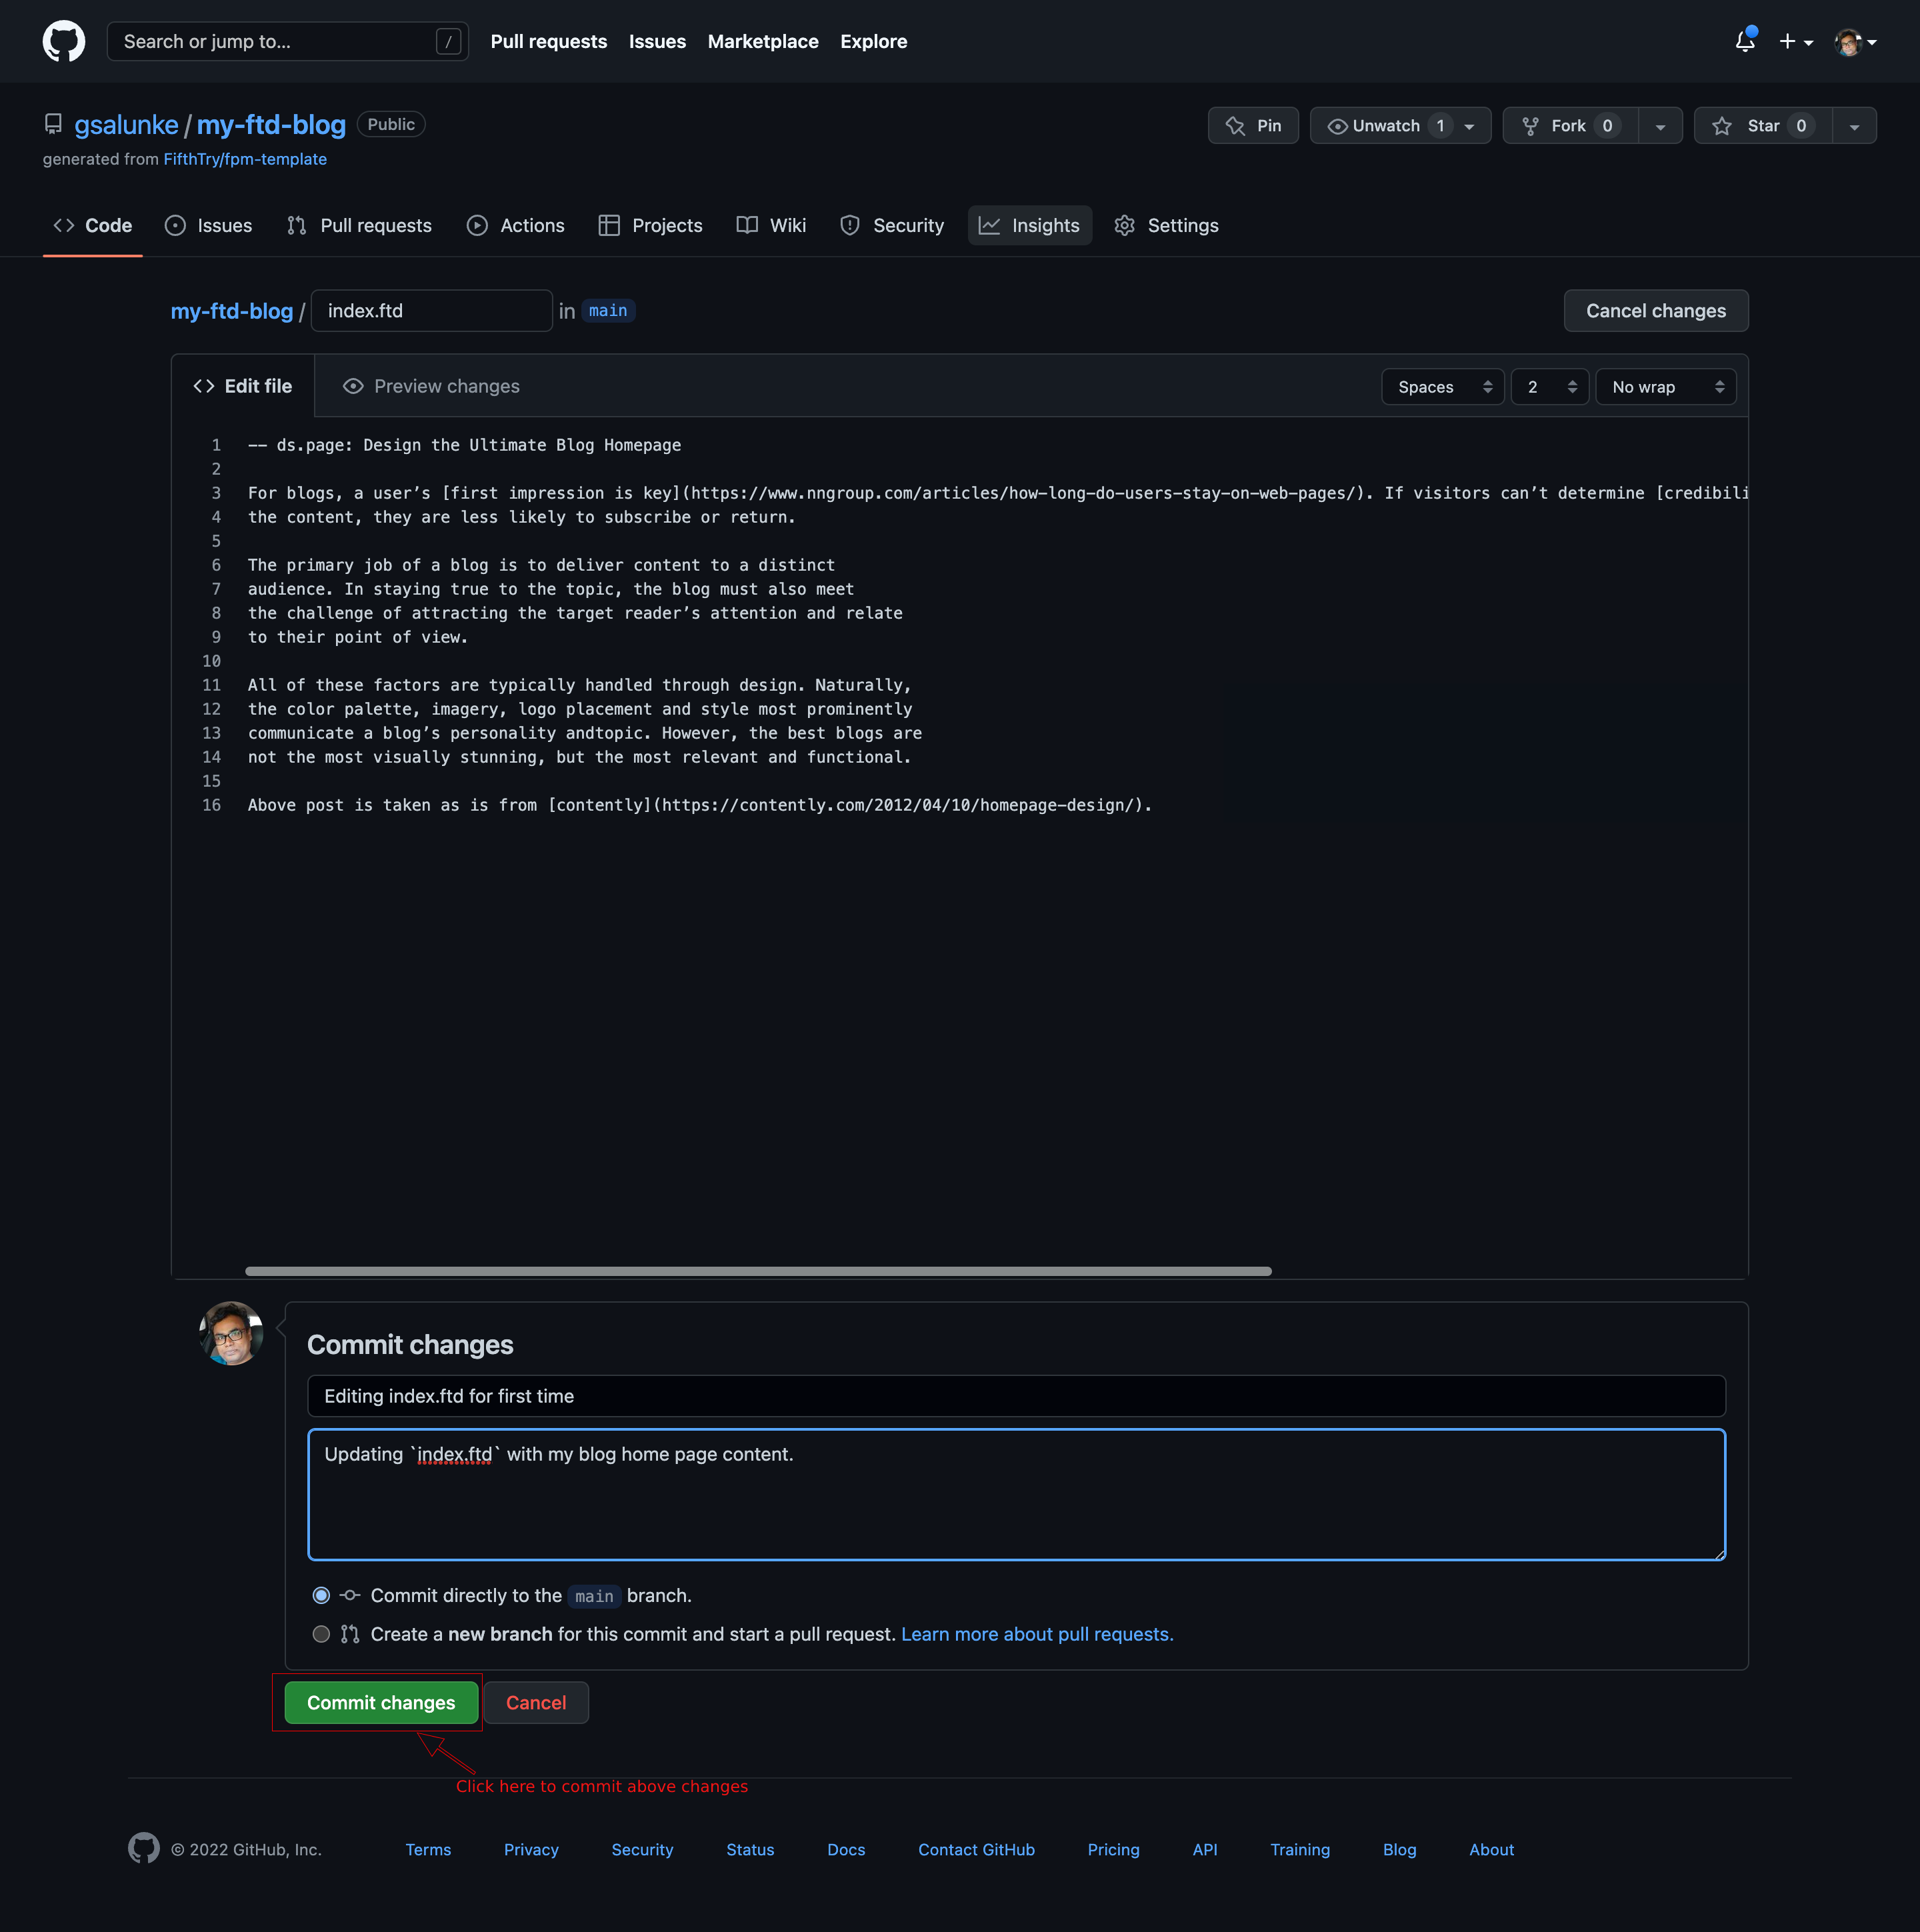 Search or jump to... / Pull requests Issues Marketplace Explore
gsalunke / my-ftd-blog Public Pin Unwatch 1 Fork 0 Star 0
generated from FifthTry/fpm-template
Code Issues Pull requests Actions Projects Wiki Security Insights Settings
my-ftd-blog / index.ftd in main Cancel changes
Edit file Preview changes Spaces 2 No wrap
1 -- ds.page: Design the Ultimate Blog Homepage
2
3 For blogs, a user’s [first impression is key](https://www.nngroup.com/articles/how-long-do-users-stay-on-web-pages/). If visitors can’t determine [credibili
4 the content, they are less likely to subscribe or return.
5
6 The primary job of a blog is to deliver content to a distinct
7 audience. In staying true to the topic, the blog must also meet
8 the challenge of attracting the target reader’s attention and relate
9 to their point of view.
10
11 All of these factors are typically handled through design. Naturally,
12 the color palette, imagery, logo placement and style most prominently
13 communicate a blog’s personality andtopic. However, the best blogs are
14 not the most visually stunning, but the most relevant and functional.
15
16 Above post is taken as is from [contently](https://contently.com/2012/04/10/homepage-design/).
Commit changes
Editing index.ftd for first time
Updating `index.ftd` with my blog home page content.
Commit directly to the main branch.
Create a new branch for this commit and start a pull request. Learn more about pull requests.
Commit changes Cancel
Click here to commit above changes
© 2022 GitHub, Inc. Terms Privacy Security Status Docs Contact GitHub Pricing API Training Blog About